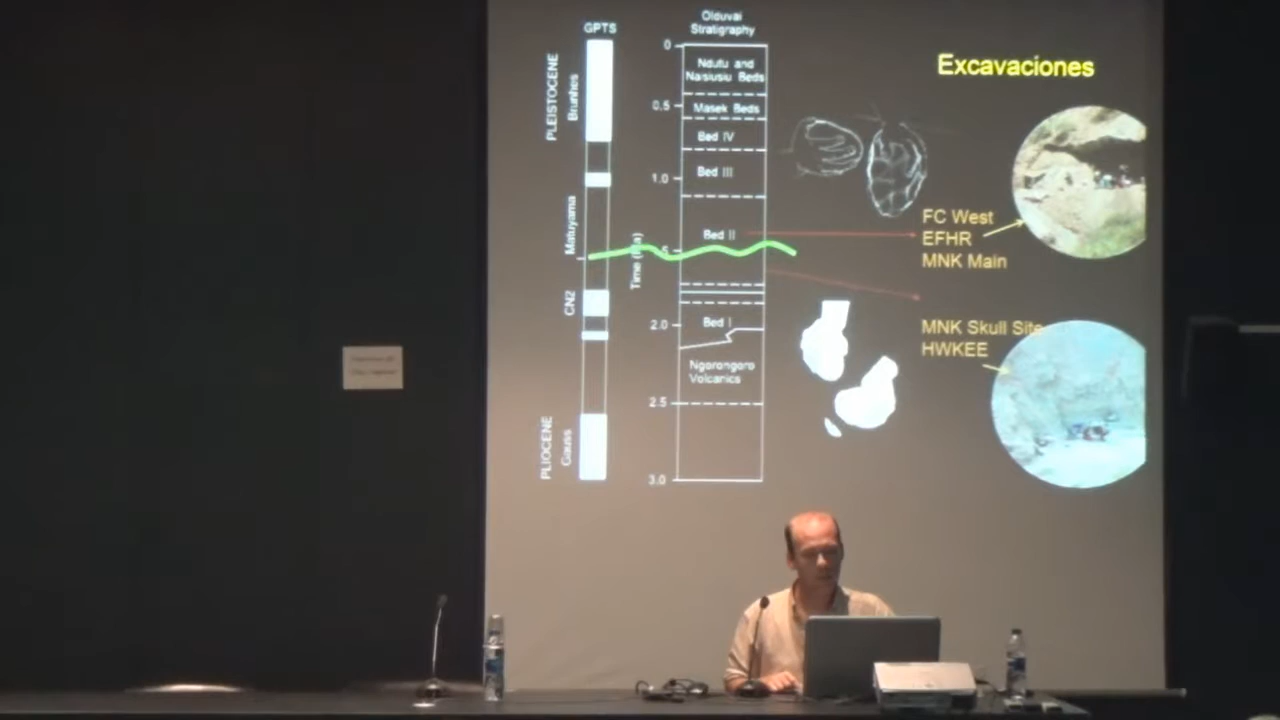 GPTS
Olduvai
Stratigraphy
Excavaciones
PLEISTOCENE
Brunhes
Matuyama
CN2
PLIOCENE
Gauss
Time
0
0.5
1.0
2.0
2.5
3.0
Ndutu and
Naisiusiu Beds
Masek Beds
Bed IV
Bed III
Bed II
Bed I
Ngorongoro
Volcanics
FC West
EFHR
MNK Main
MNK Skull Site
HWKEE